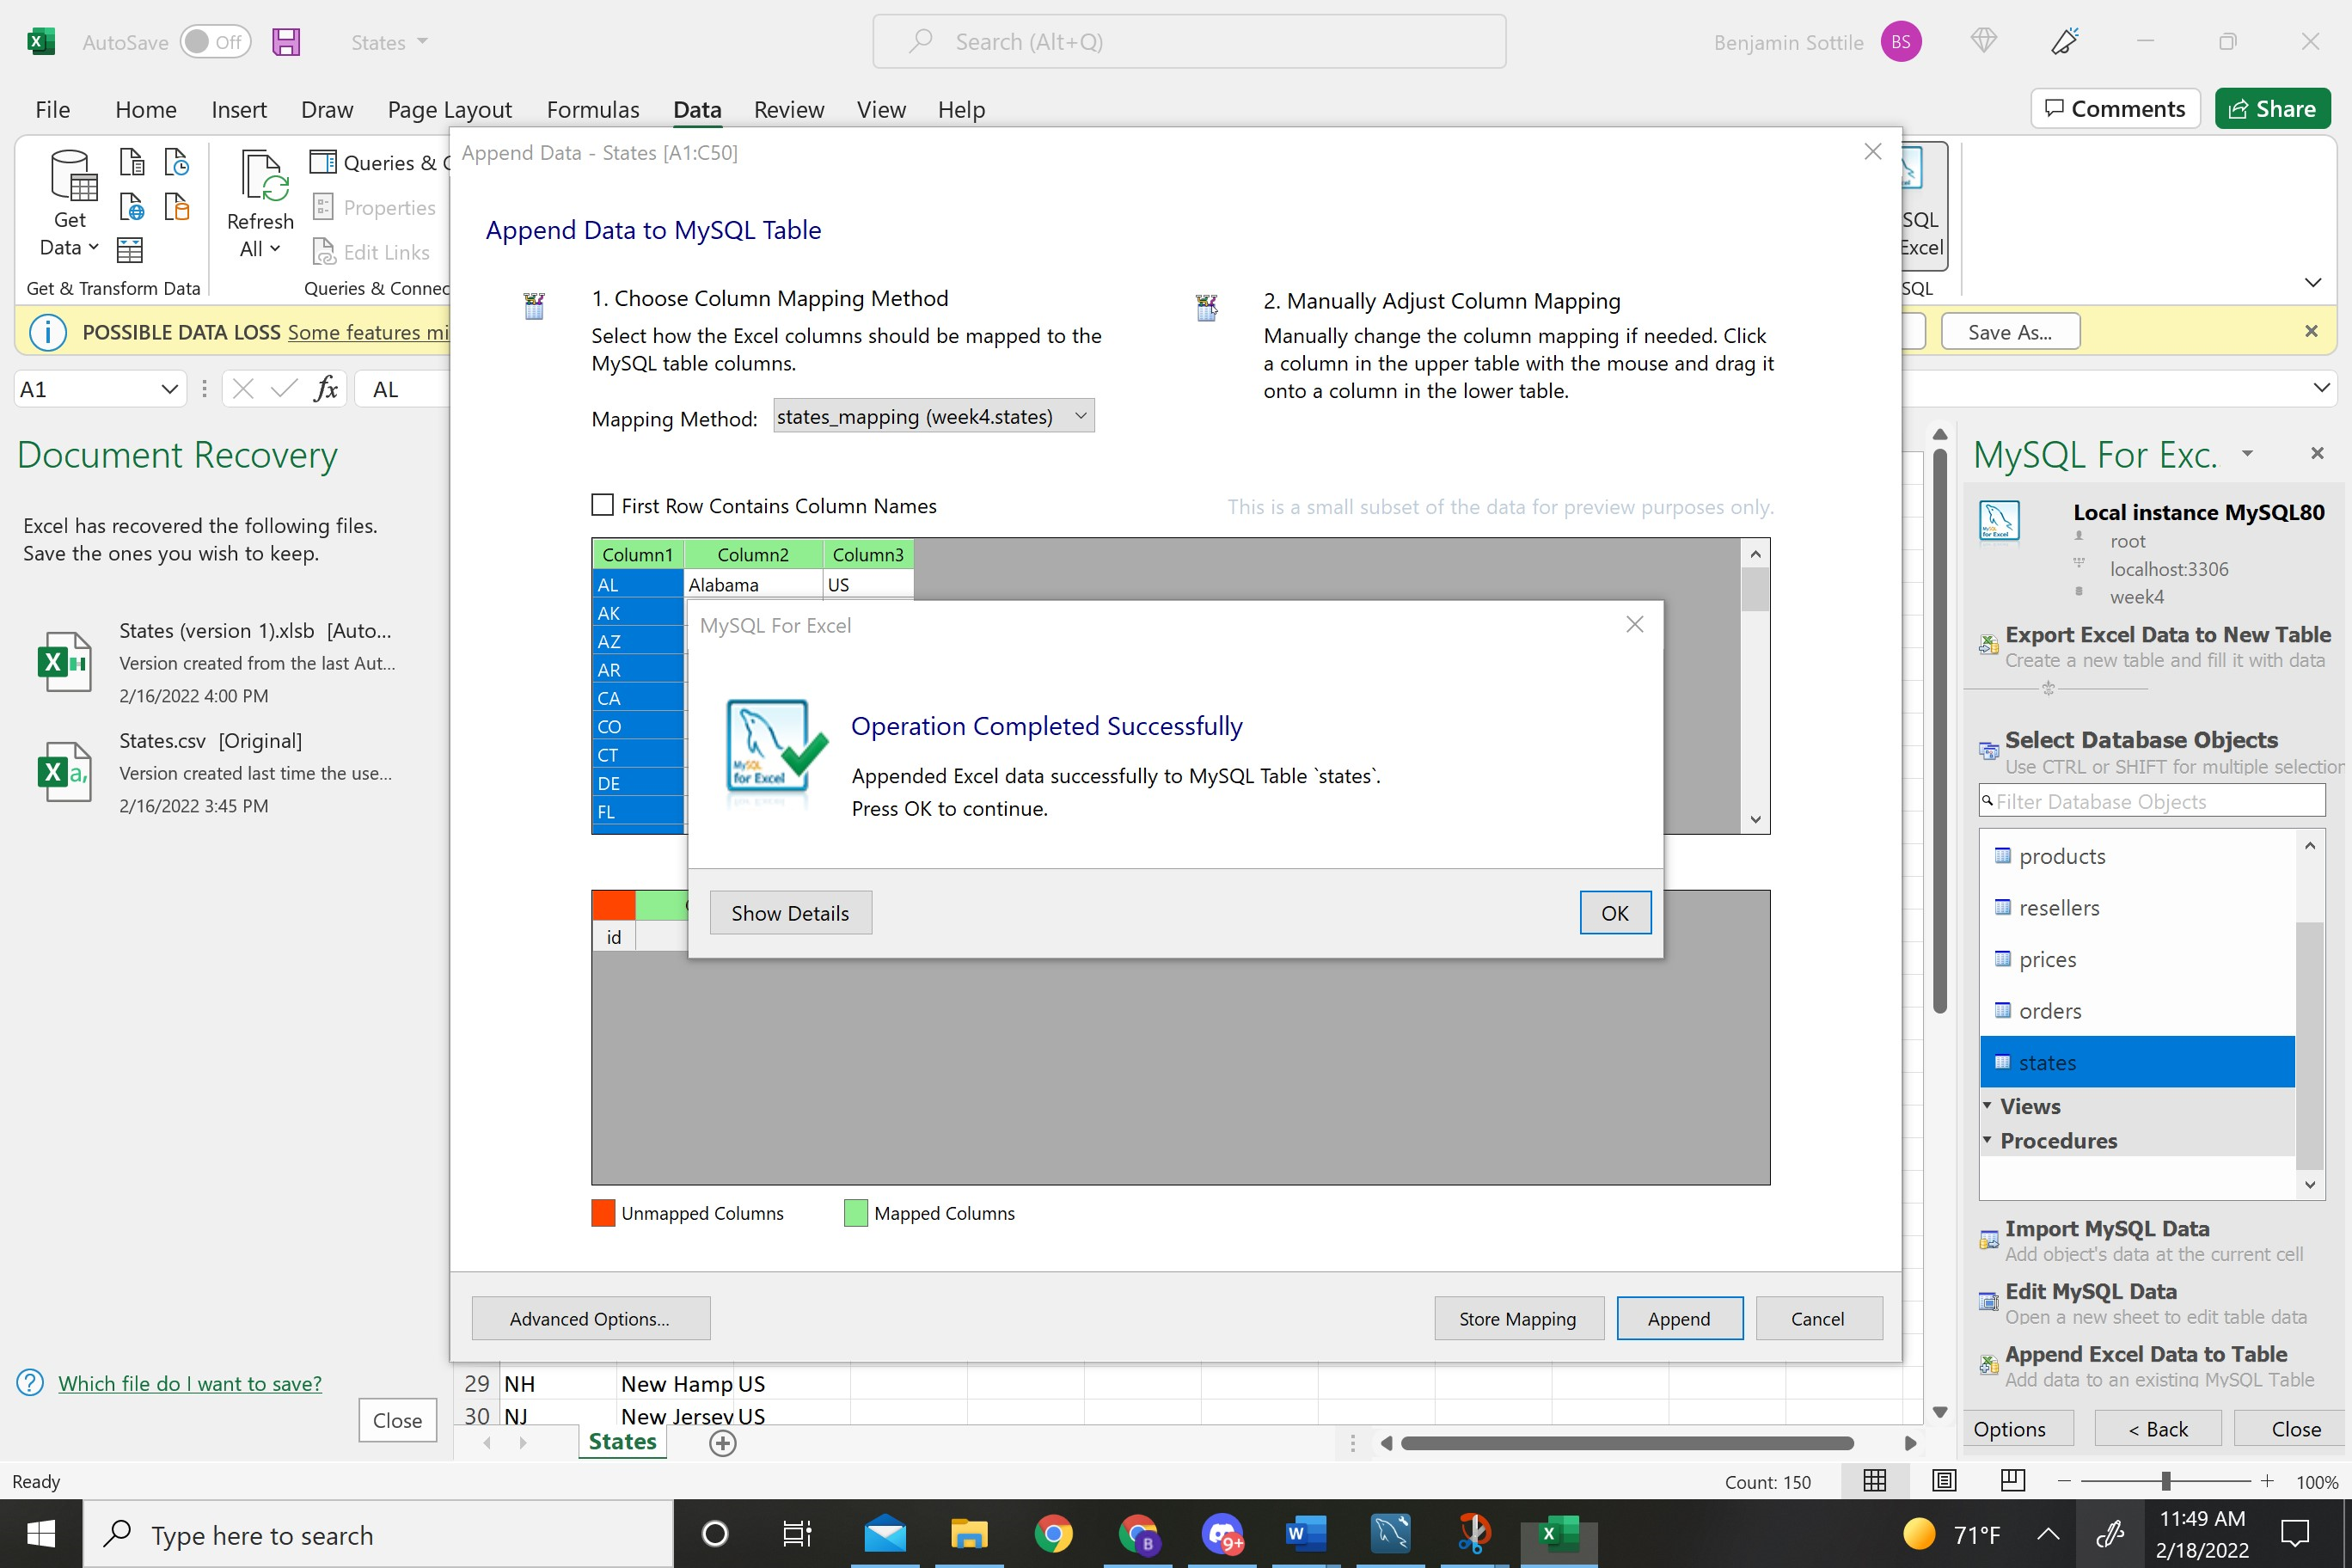 AutoSave Off States Search (Alt+Q) Benjamin Sottile BS
File Home Insert Draw Page Layout Formulas Data Review View Help Comments Share
Get Data
Refresh All
Queries & C
Properties
Edit Links
Get & Transform Data
Queries & Connec
SQL
Excel
SQL
POSSIBLE DATA LOSS Some features mi
Save As...
A1
fx
AL
Document Recovery
Excel has recovered the following files.
Save the ones you wish to keep.
States (version 1).xlsb [Auto...
Version created from the last Aut...
2/16/2022 4:00 PM
States.csv [Original]
Version created last time the use...
2/16/2022 3:45 PM
Which file do I want to save?
Close
Append Data - States [A1:C50]
Append Data to MySQL Table
1. Choose Column Mapping Method
Select how the Excel columns should be mapped to the
MySQL table columns.
Mapping Method: states_mapping (week4.states)
2. Manually Adjust Column Mapping
Manually change the column mapping if needed. Click
a column in the upper table with the mouse and drag it
onto a column in the lower table.
First Row Contains Column Names
This is a small subset of the data for preview purposes only.
Column1 Column2 Column3
AL Alabama US
AK
AZ
AR
CA
CO
CT
DE
FL
MySQL For Excel
MySQL
for Excel
Operation Completed Successfully
Appended Excel data successfully to MySQL Table `states`.
Press OK to continue.
Show Details
OK
id
Unmapped Columns
Mapped Columns
Advanced Options...
Store Mapping
Append
Cancel
29 NH New Hamp US
30 NJ New Jersey US
States
MySQL For Exc.
Local instance MySQL80
root
localhost:3306
week4
Export Excel Data to New Table
Create a new table and fill it with data
Select Database Objects
Use CTRL or SHIFT for multiple selection
Filter Database Objects
products
resellers
prices
orders
states
Views
Procedures
Import MySQL Data
Add object's data at the current cell
Edit MySQL Data
Open a new sheet to edit table data
Append Excel Data to Table
Add data to an existing MySQL Table
Options
< Back
Close
Ready
Count: 150
100%
Type here to search
9+
71°F
11:49 AM
2/18/2022